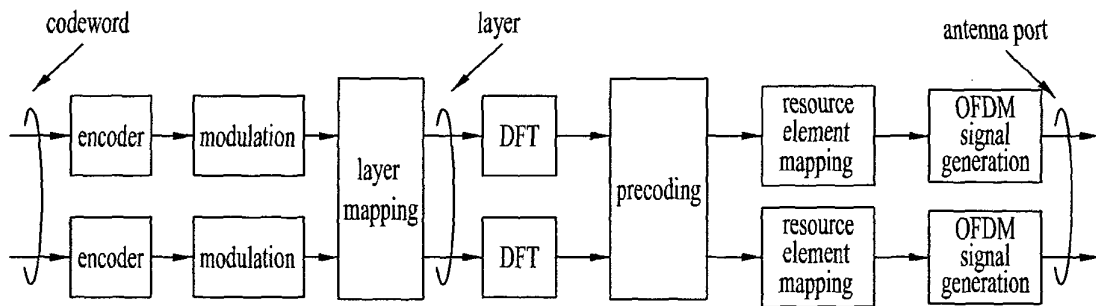 codeword
layer
antenna port
encoder
modulation
layer
mapping
DFT
precoding
resource
element
mapping
OFDM
signal
generation
encoder
modulation
DFT
resource
element
mapping
OFDM
signal
generation